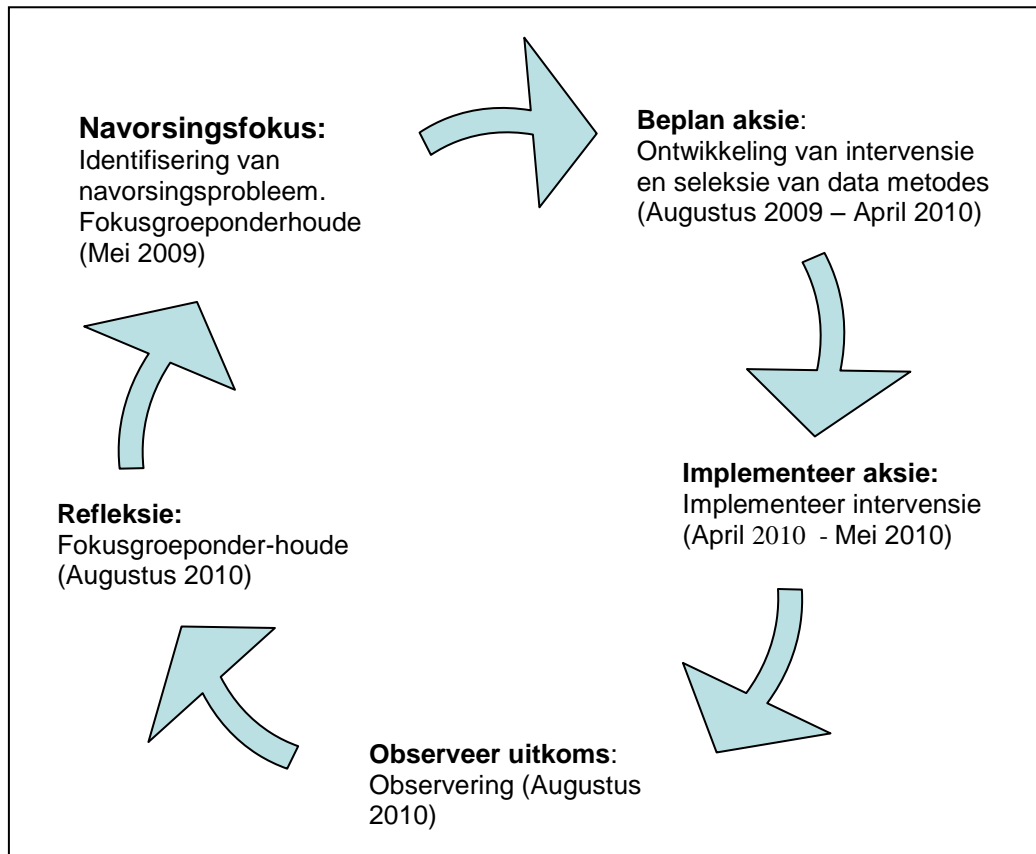 Navorsingsfokus:
Identifisering van
navorsingsprobleem.
Fokusgroeponderhoude
(Mei 2009)
Beplan aksie:
Ontwikkeling van intervensie
en seleksie van data metodes
(Augustus 2009 – April 2010)
Implementeer aksie:
Implementeer intervensie
(April 2010 - Mei 2010)
Observeer uitkoms:
Observering (Augustus
2010)
Refleksie:
Fokusgroeponder-houde
(Augustus 2010)